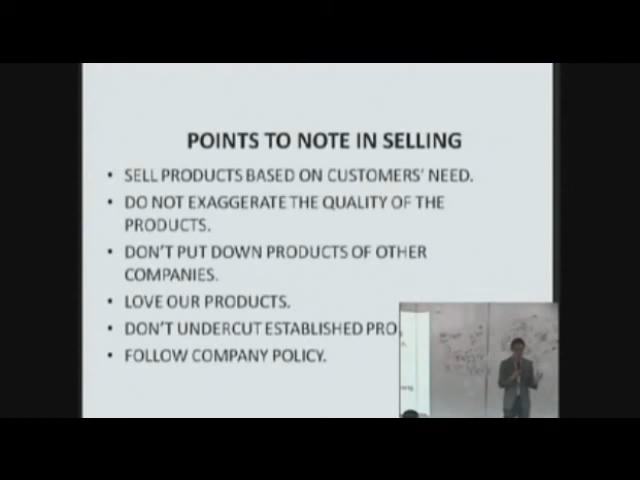 POINTS TO NOTE IN SELLING
• SELL PRODUCTS BASED ON CUSTOMERS' NEED.
• DO NOT EXAGGERATE THE QUALITY OF THE
PRODUCTS.
• DON'T PUT DOWN PRODUCTS OF OTHER
COMPANIES.
• LOVE OUR PRODUCTS.
• DON'T UNDERCUT ESTABLISHED
• FOLLOW COMPANY POLICY.